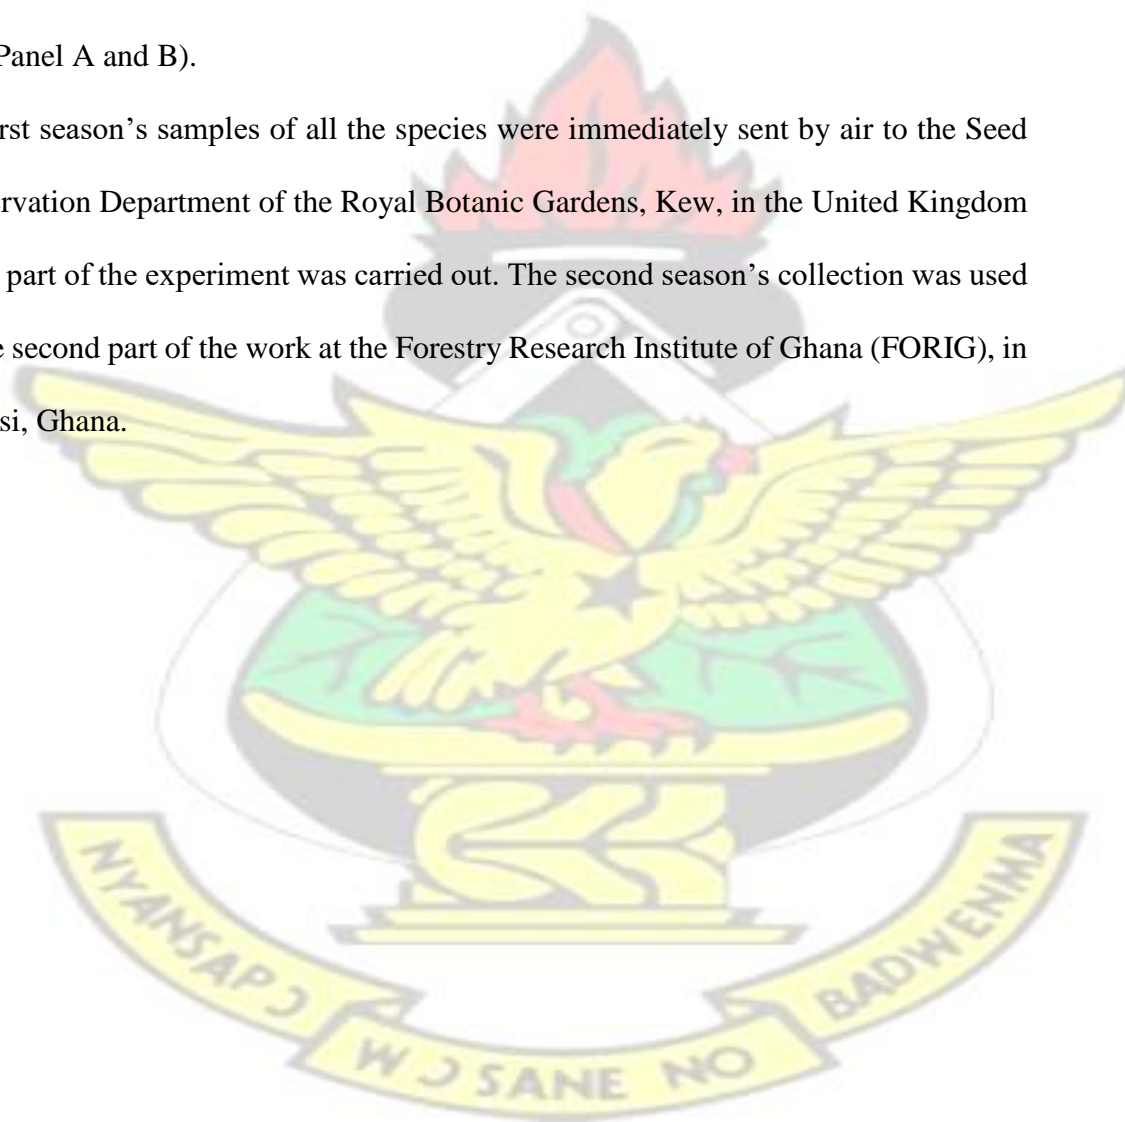 Panel A and B).
rst season’s samples of all the species were immediately sent by air to the Seed
ervation Department of the Royal Botanic Gardens, Kew, in the United Kingdom
part of the experiment was carried out. The second season’s collection was used
e second part of the work at the Forestry Research Institute of Ghana (FORIG), in
si, Ghana.
NYANSAPƆ
WƆSANE NO
BADWENMA